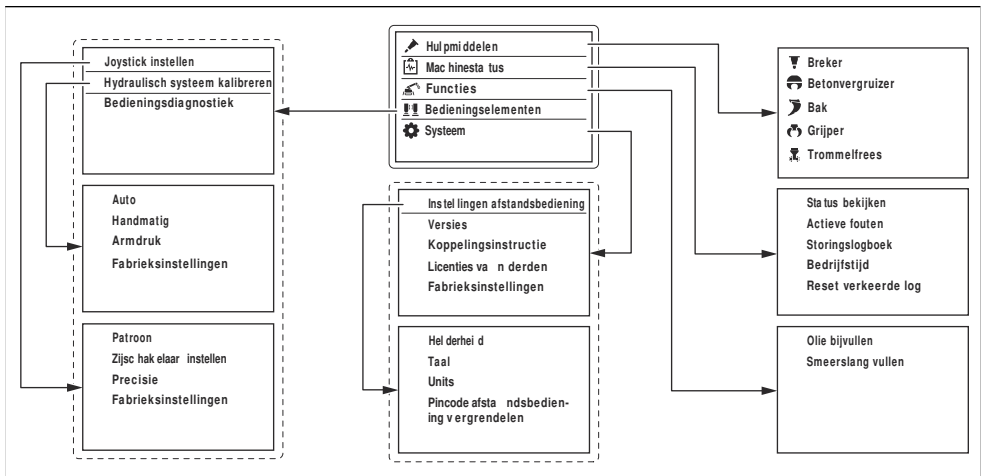 Joystick instellen
Hydraulisch systeem kalibreren
Bedieningsdiagnostiek
Auto
Handmatig
Armdruk
Fabrieksinstellingen
Patroon
Zijschakelaar instellen
Precisie
Fabrieksinstellingen
Hulpmiddelen
Machinestatus
Functies
Bedieningselementen
Systeem
Instellingen afstandsbediening
Versies
Koppelingsinstructie
Licenties van derden
Fabrieksinstellingen
Helderheid
Taal
Units
Pincode afstandsbedien-
ing vergrendelen
Breker
Betonvergruizer
Bak
Grijper
Trommelfrees
Status bekijken
Actieve fouten
Storingslogboek
Bedrijfstijd
Reset verkeerde log
Olie bijvullen
Smeerslang vullen